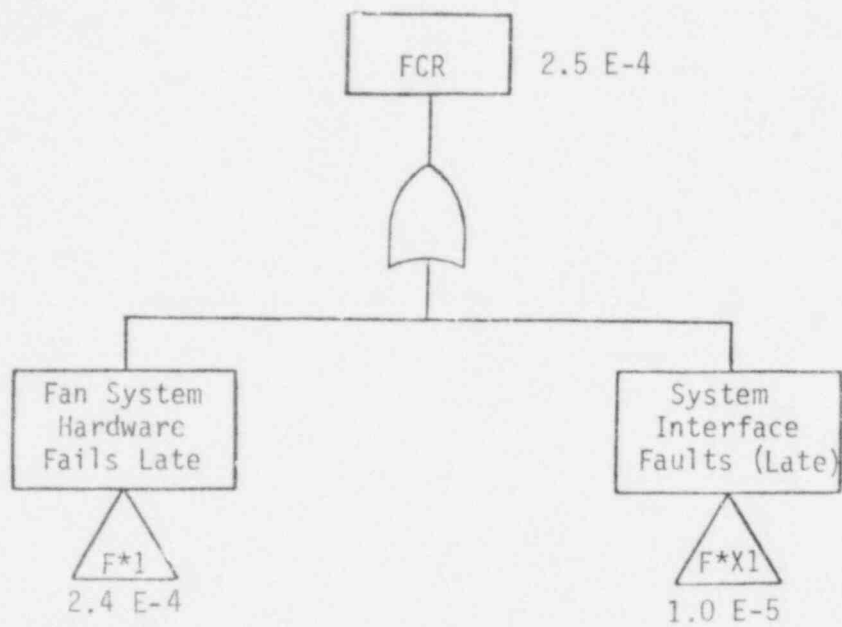 FCR
2.5 E-4
Fan System
Hardware
Fails Late
System
Interface
Faults (Late)
F*1
F*X1
2.4 E-4
1.0 E-5